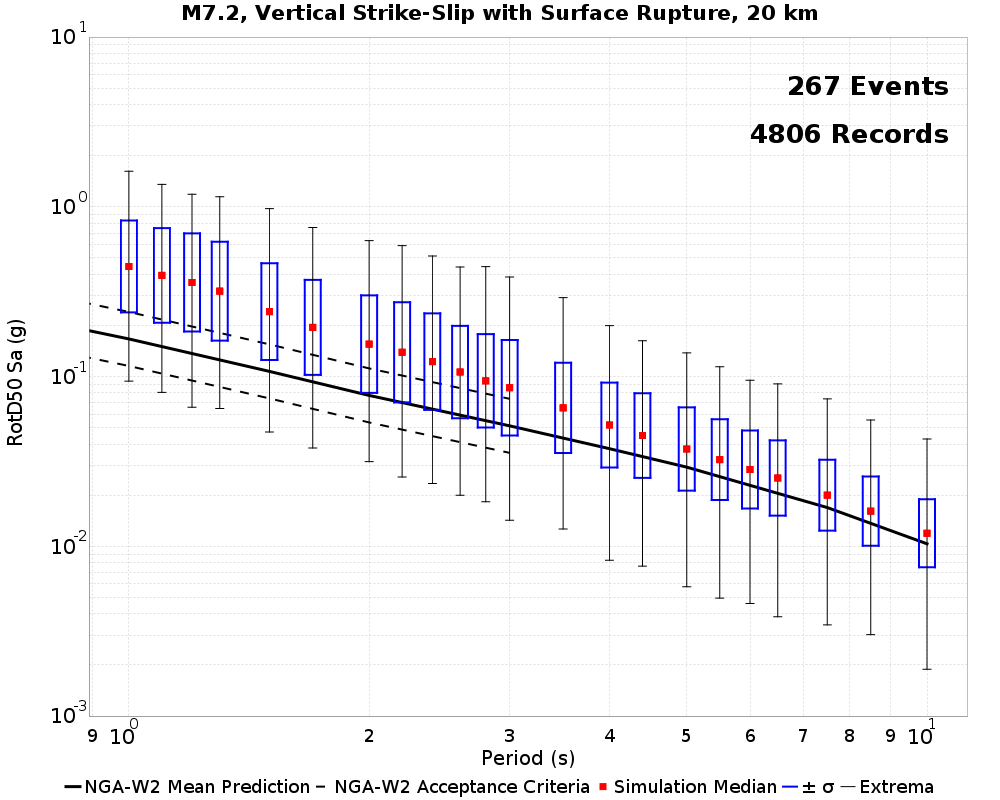 M7.2, Vertical Strike-Slip with Surface Rupture, 20 km
267 Events
4806 Records
RotD50 Sa (g)
10^1
10^0
10^-1
10^-2
10^-3
9 10^0 2 3 4 5 6 7 8 9 10^1
Period (s)
NGA-W2 Mean Prediction NGA-W2 Acceptance Criteria Simulation Median ± σ Extrema